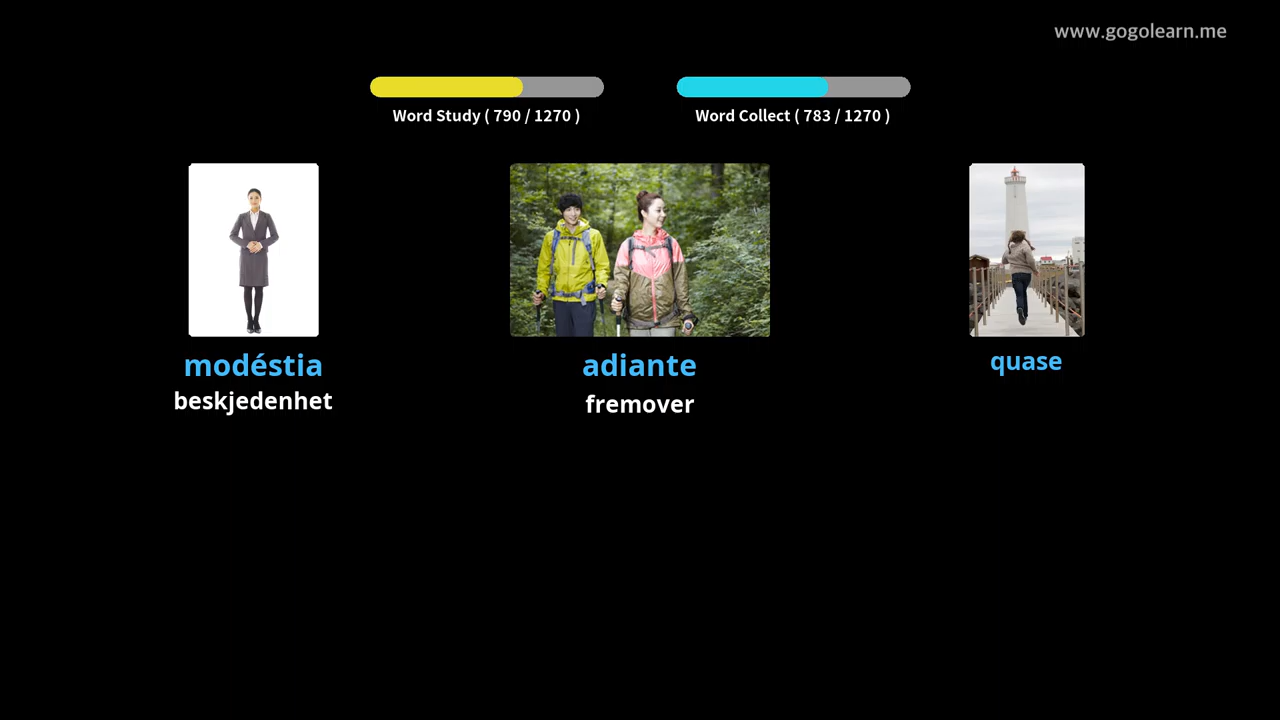 www.gogolearn.me
Word Study ( 790 / 1270 )
Word Collect ( 783 / 1270 )
modéstia
beskjedenhet
adiante
fremover
quase